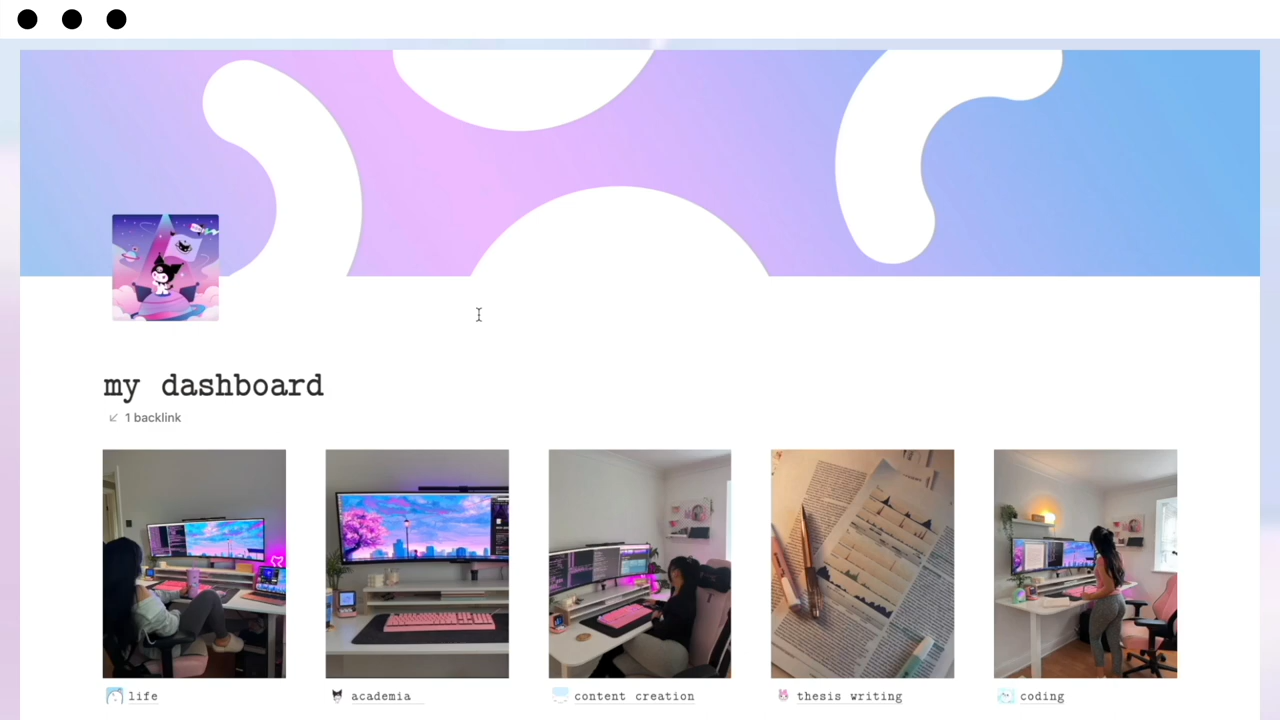 my dashboard
1 backlink
life
academia
content creation
thesis writing
coding